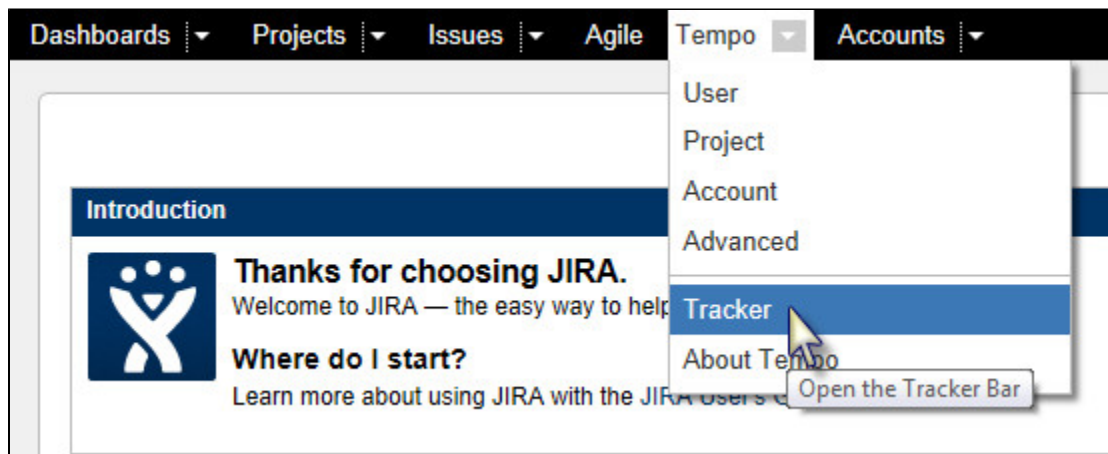 Dashboards Projects Issues Agile Tempo Accounts
User
Project
Account
Advanced
Tracker
About Tempo
Open the Tracker Bar
Introduction
Thanks for choosing JIRA.
Welcome to JIRA — the easy way to help
Where do I start?
Learn more about using JIRA with the JIRA User's